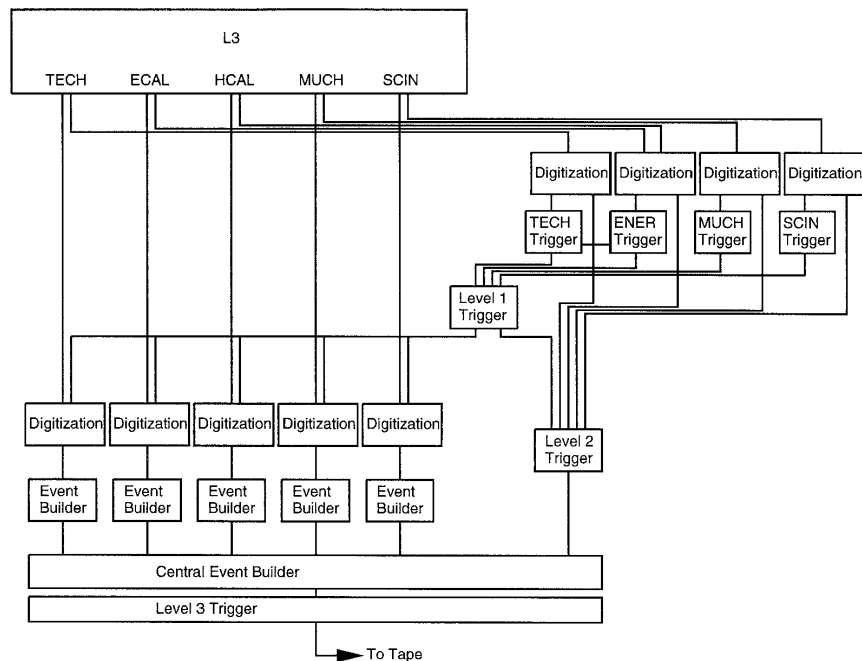 L3
TECH ECAL HCAL MUCH SCIN
Digitization Digitization Digitization Digitization
TECH Trigger
ENER Trigger
MUCH Trigger
SCIN Trigger
Level 1
Trigger
Digitization Digitization Digitization Digitization Digitization
Level 2
Trigger
Event Builder
Event Builder
Event Builder
Event Builder
Event Builder
Central Event Builder
Level 3 Trigger
To Tape